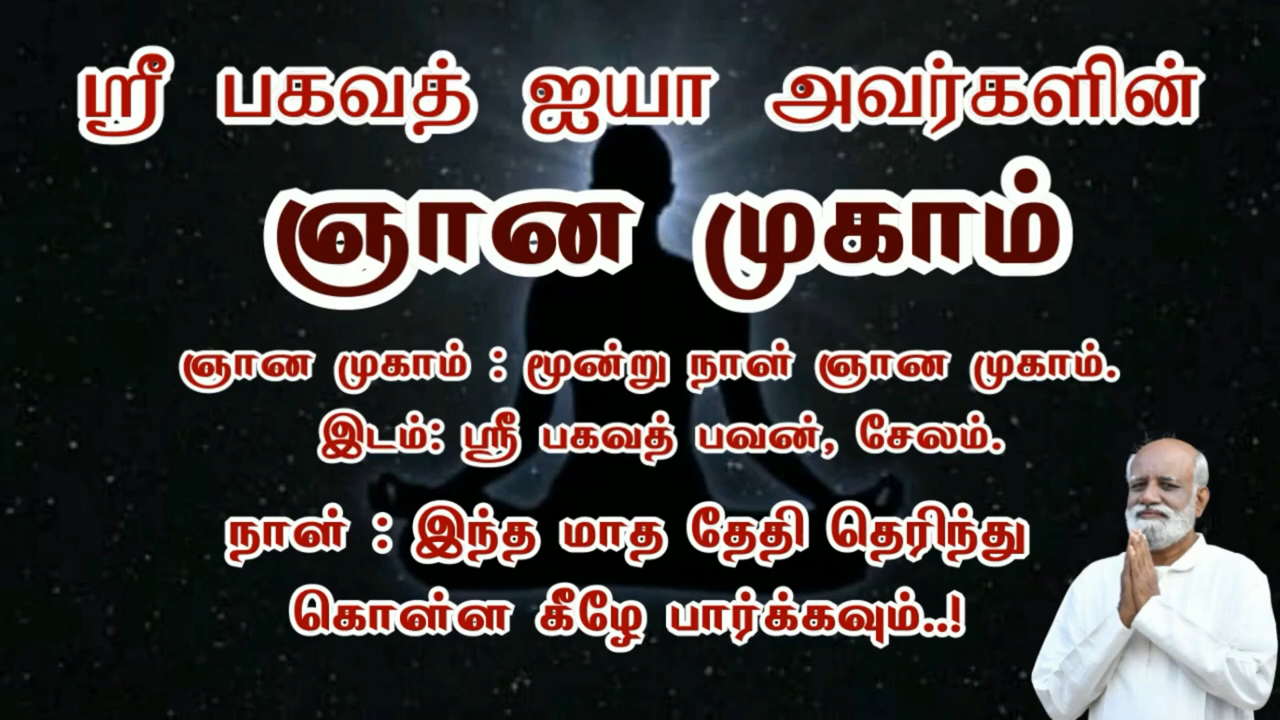 ஸ்ரீ பகவத் ஐயா அவர்களின்
ஞான முகாம்
ஞான முகாம் : மூன்று நாள் ஞான முகாம்.
இடம்: ஸ்ரீ பகவத் பவன், சேலம்.
நாள் : இந்த மாத தேதி தெரிந்து
கொள்ள கீழே பார்க்கவும்..!